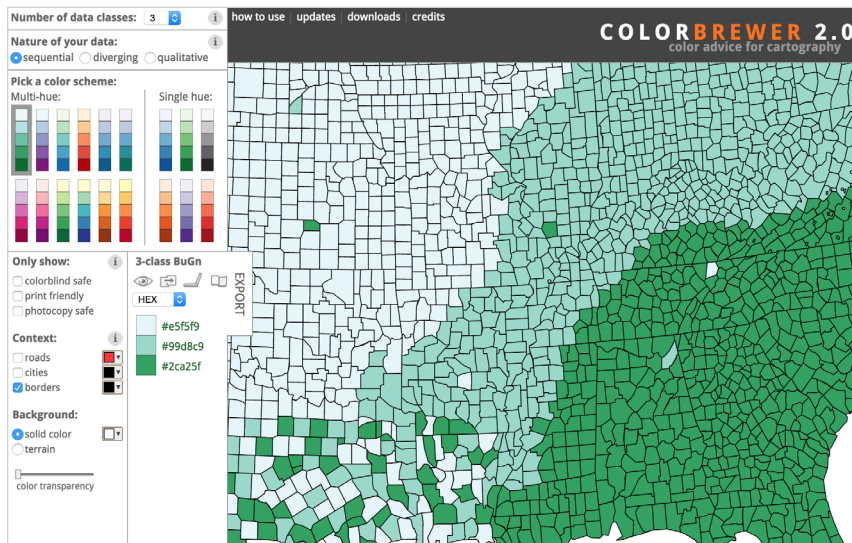 Number of data classes: 3 i
how to use | updates | downloads | credits
COLORBREWER 2.0
color advice for cartography
Nature of your data: i
sequential diverging qualitative
Pick a color scheme:
Multi-hue: Single hue:
Only show: i
colorblind safe
print friendly
photocopy safe
Context: i
roads
cities
borders
Background:
solid color
terrain
color transparency
3-class BuGn
HEX
#e5f5f9
#99d8c9
#2ca25f
EXPORT